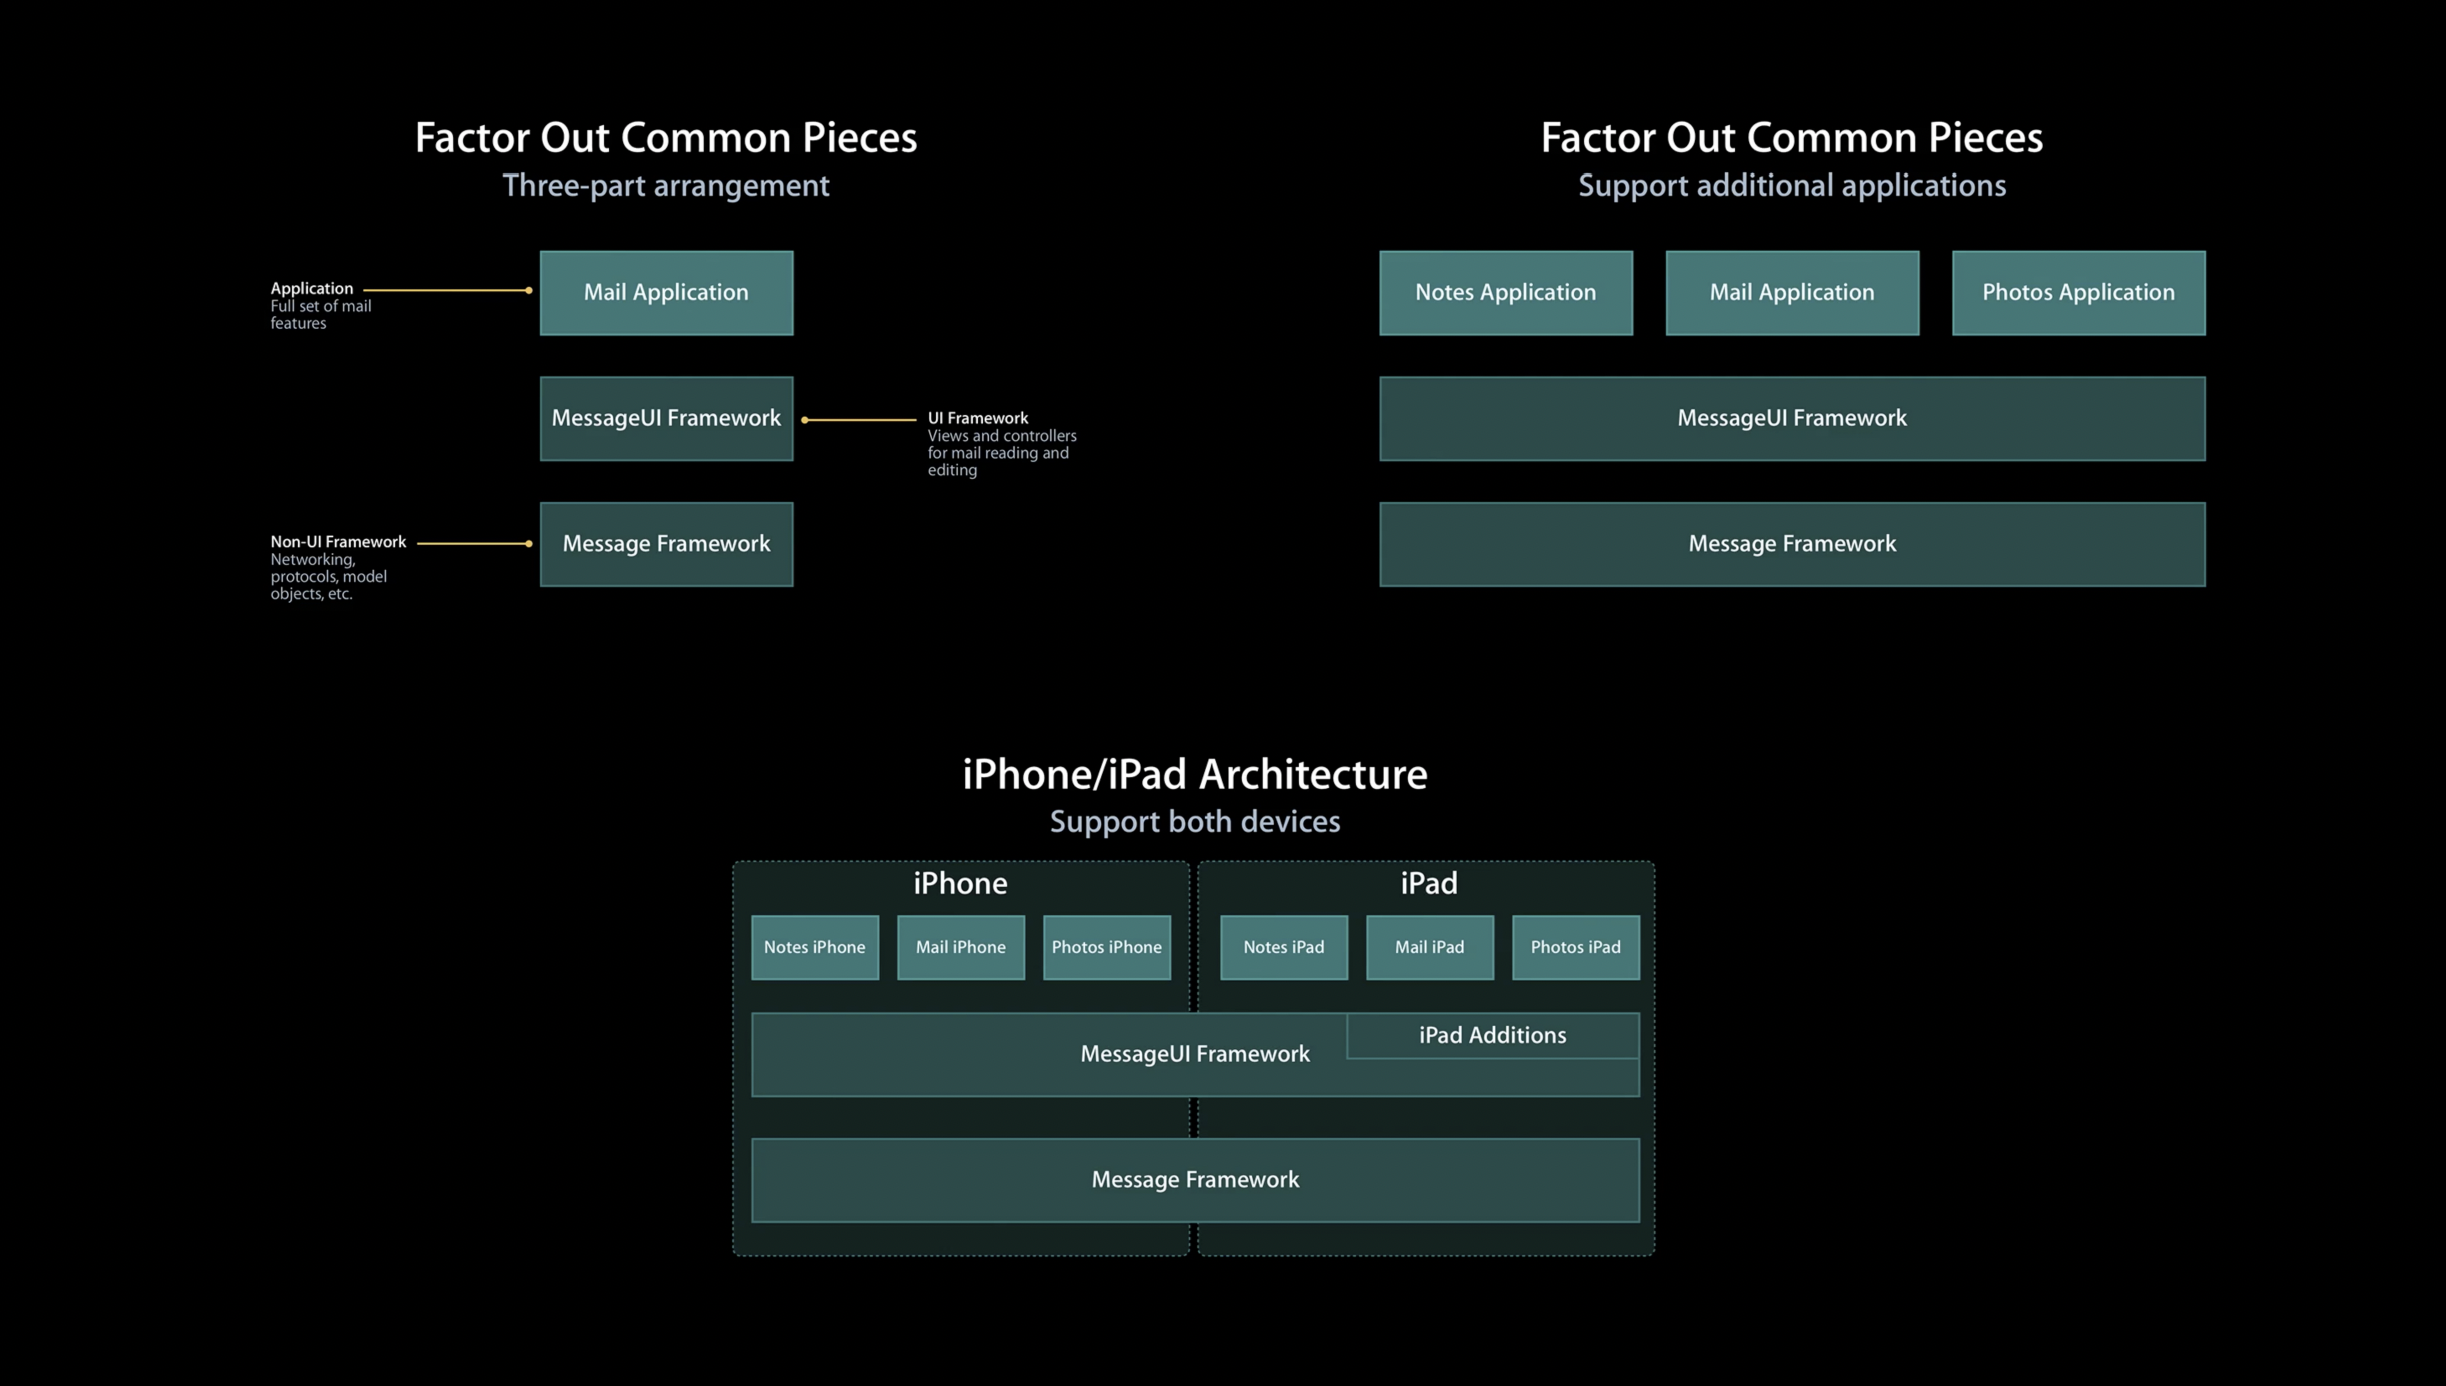 Factor Out Common Pieces
Three-part arrangement
Application
Full set of mail
features
Mail Application
MessageUI Framework
UI Framework
Views and controllers
for mail reading and
editing
Non-UI Framework
Networking,
protocols, model
objects, etc.
Message Framework
Factor Out Common Pieces
Support additional applications
Notes Application
Mail Application
Photos Application
MessageUI Framework
Message Framework
iPhone/iPad Architecture
Support both devices
iPhone
Notes iPhone
Mail iPhone
Photos iPhone
iPad
Notes iPad
Mail iPad
Photos iPad
MessageUI Framework
iPad Additions
Message Framework